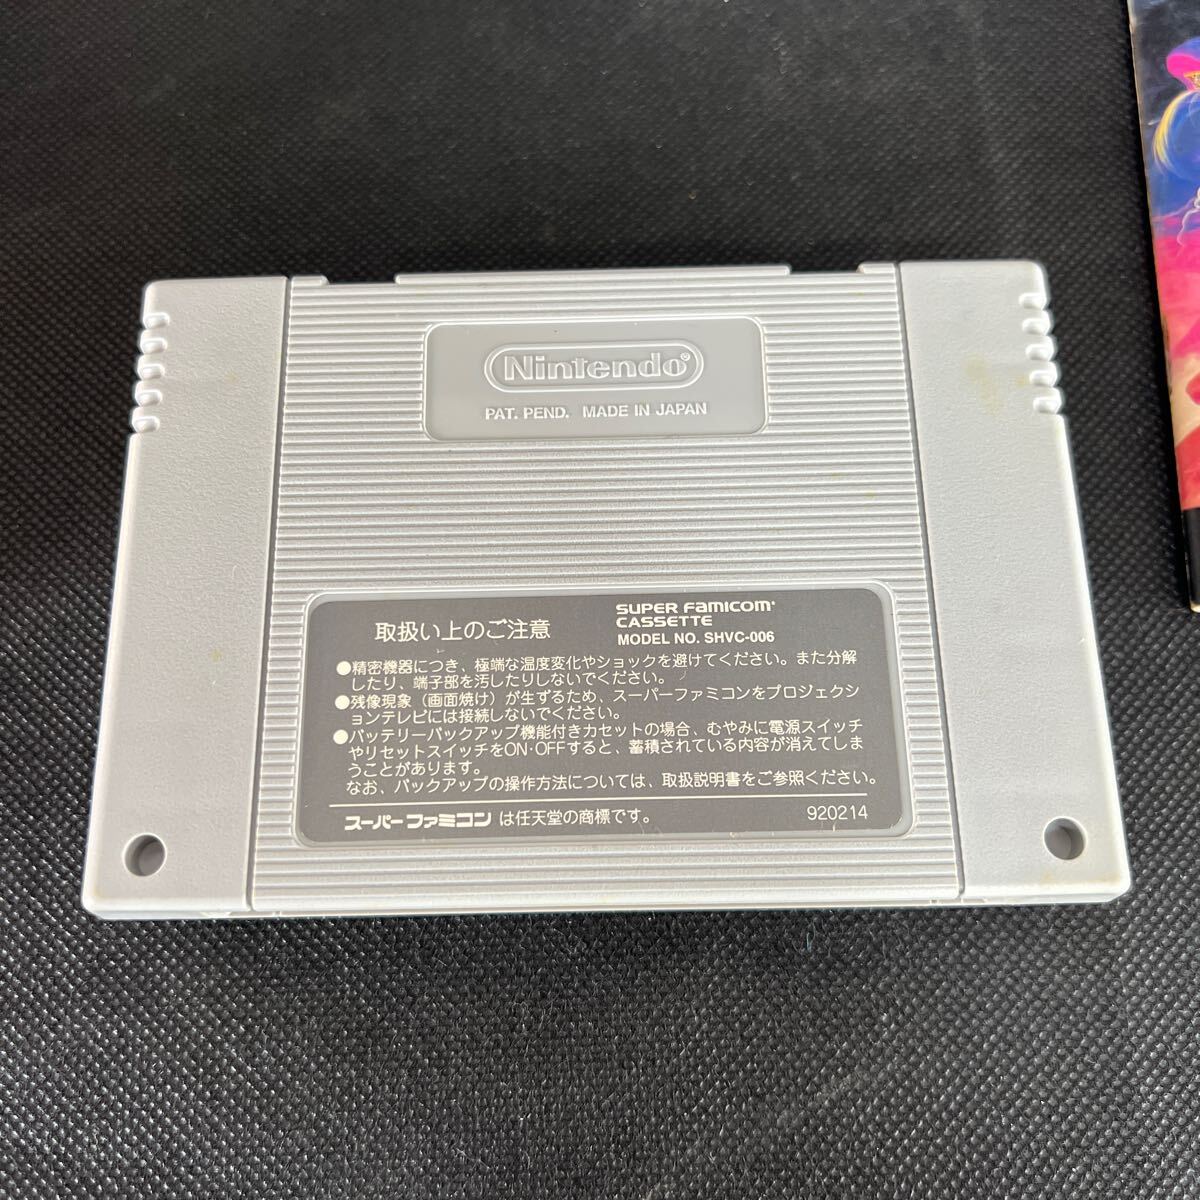 Nintendo®
PAT. PEND. MADE IN JAPAN
取扱い上のご注意
SUPER FAMICOM®
CASSETTE
MODEL NO. SHVC-006
●精密機器につき、極端な温度変化やショックを避けてください。また分解
したり、端子部を汚したりしないでください。
●残像現象（画面焼け）が生ずるため、スーパーファミコンをプロジェクシ
ョンテレビには接続しないでください。
●バッテリーバックアップ機能付きカセットの場合、むやみに電源スイッチ
やリセットスイッチをON·OFFすると、蓄積されている内容が消えてしま
うことがあります。
なお、バックアップの操作方法については、取扱説明書をご参照ください。
スーパーファミコンは任天堂の商標です。
920214